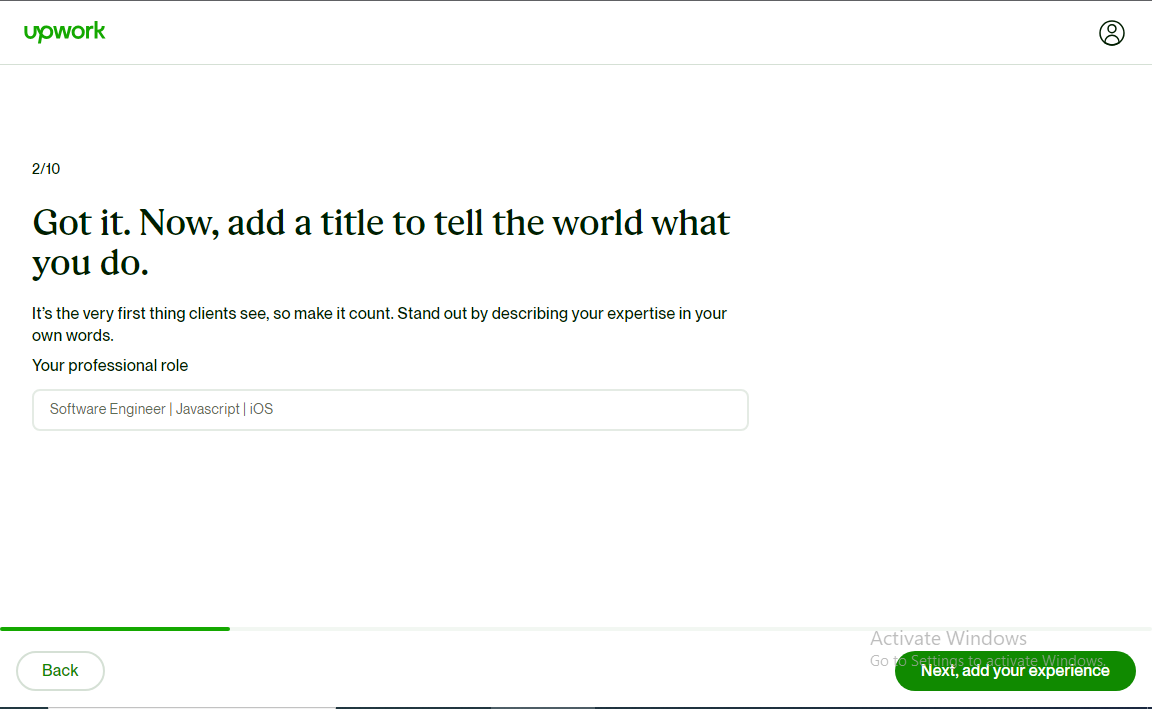 upwork
2/10
Got it. Now, add a title to tell the world what
you do.
It's the very first thing clients see, so make it count. Stand out by describing your expertise in your
own words.
Your professional role
Software Engineer | Javascript | iOS
Activate Windows
Go to Settings to activate Windows.
Back
Next, add your experience